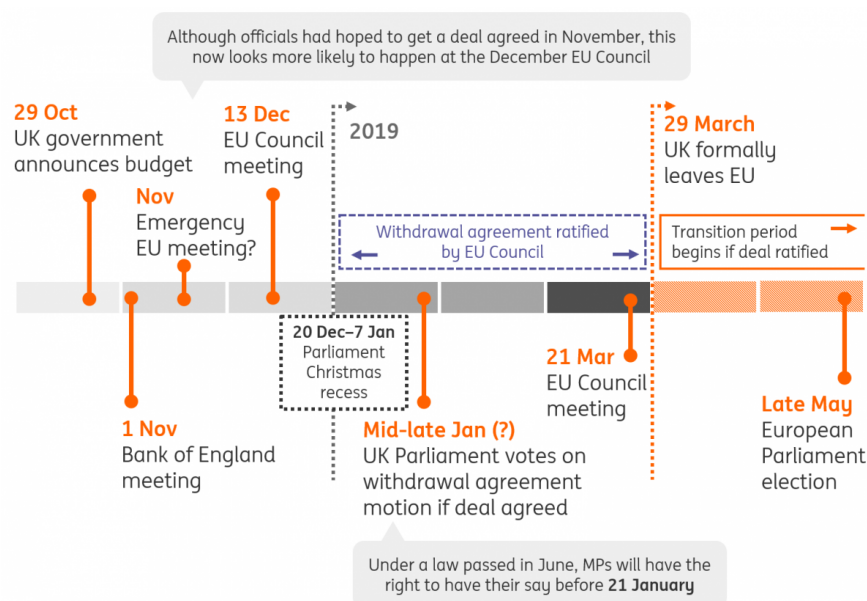 Although officials had hoped to get a deal agreed in November, this
now looks more likely to happen at the December EU Council
29 Oct
UK government
announces budget
Nov
Emergency
EU meeting?
13 Dec
EU Council
meeting
2019
29 March
UK formally
leaves EU
Withdrawal agreement ratified
by EU Council
Transition period
begins if deal ratified
20 Dec–7 Jan
Parliament
Christmas
recess
1 Nov
Bank of England
meeting
Mid-late Jan (?)
UK Parliament votes on
withdrawal agreement
motion if deal agreed
21 Mar
EU Council
meeting
Late May
European
Parliament
election
Under a law passed in June, MPs will have the
right to have their say before 21 January